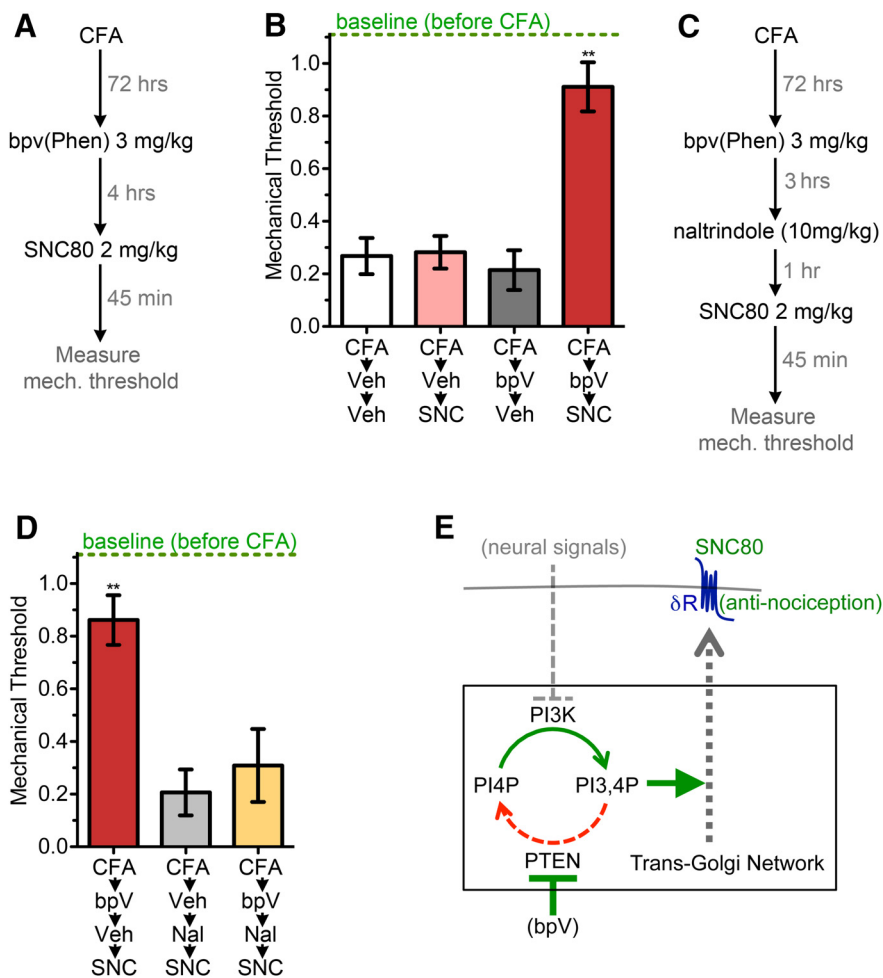 A
CFA
72 hrs
bpv(Phen) 3 mg/kg
4 hrs
SNC80 2 mg/kg
45 min
Measure
mech. threshold
B
baseline (before CFA)
Mechanical Threshold
1.0
0.8
0.6
0.4
0.2
0.0
**
CFA CFA CFA CFA
Veh Veh bpV bpV
Veh SNC Veh SNC
C
CFA
72 hrs
bpv(Phen) 3 mg/kg
3 hrs
naltrindole (10mg/kg)
1 hr
SNC80 2 mg/kg
45 min
Measure
mech. threshold
D
baseline (before CFA)
Mechanical Threshold
1.0
0.8
0.6
0.4
0.2
0.0
**
CFA CFA CFA
bpV Veh bpV
Veh Nal Nal
SNC SNC SNC
E
(neural signals)
SNC80
δR
(anti-nociception)
PI3K
PI4P
PI3,4P
PTEN
Trans-Golgi Network
(bpV)